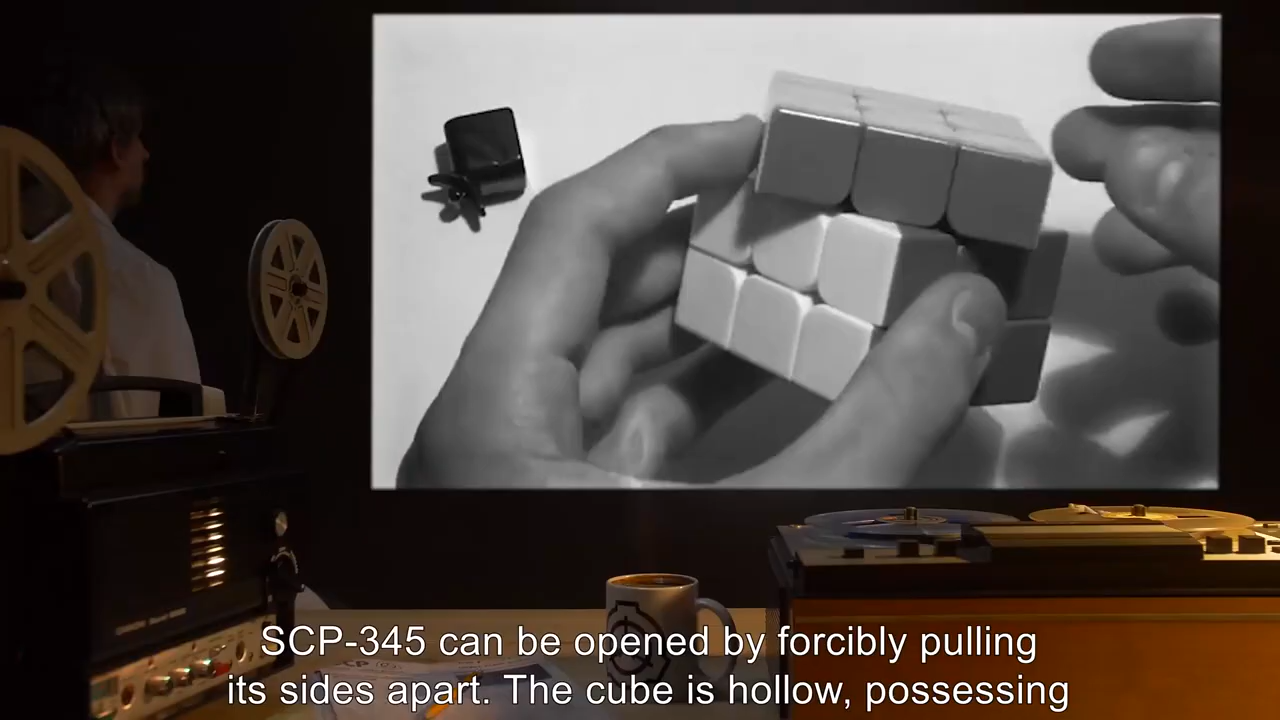 SCP-345 can be opened by forcibly pulling
its sides apart. The cube is hollow, possessing